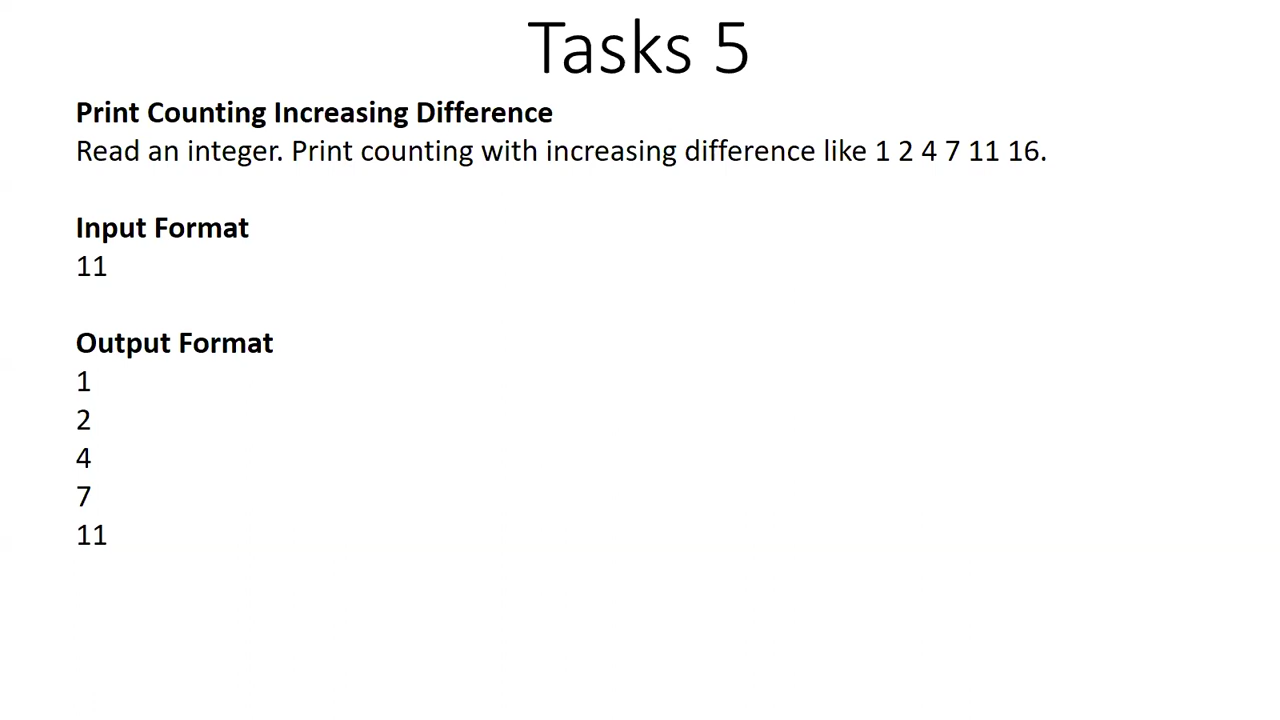 Tasks 5
Print Counting Increasing Difference
Read an integer. Print counting with increasing difference like 1 2 4 7 11 16.
Input Format
11
Output Format
1
2
4
7
11